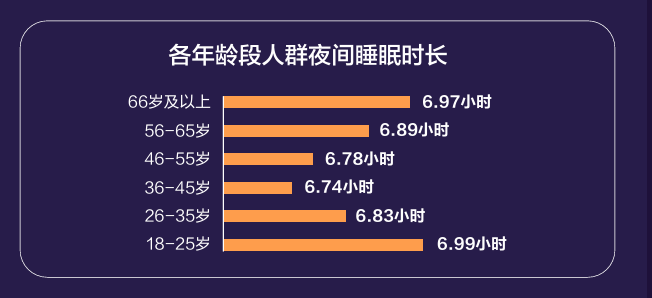 各年龄段人群夜间睡眠时长
66岁及以上 6.97小时
56-65岁 6.89小时
46-55岁 6.78小时
36-45岁 6.74小时
26-35岁 6.83小时
18-25岁 6.99小时